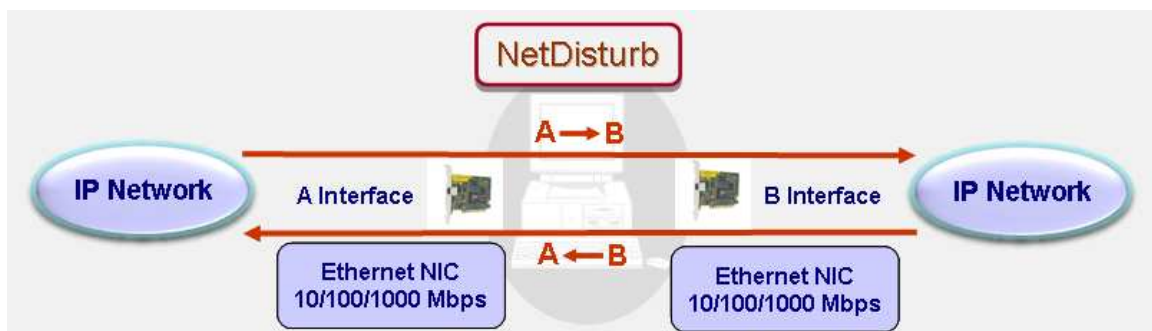 NetDisturb
A → B
IP Network
A Interface
B Interface
IP Network
A ← B
Ethernet NIC
10/100/1000 Mbps
Ethernet NIC
10/100/1000 Mbps